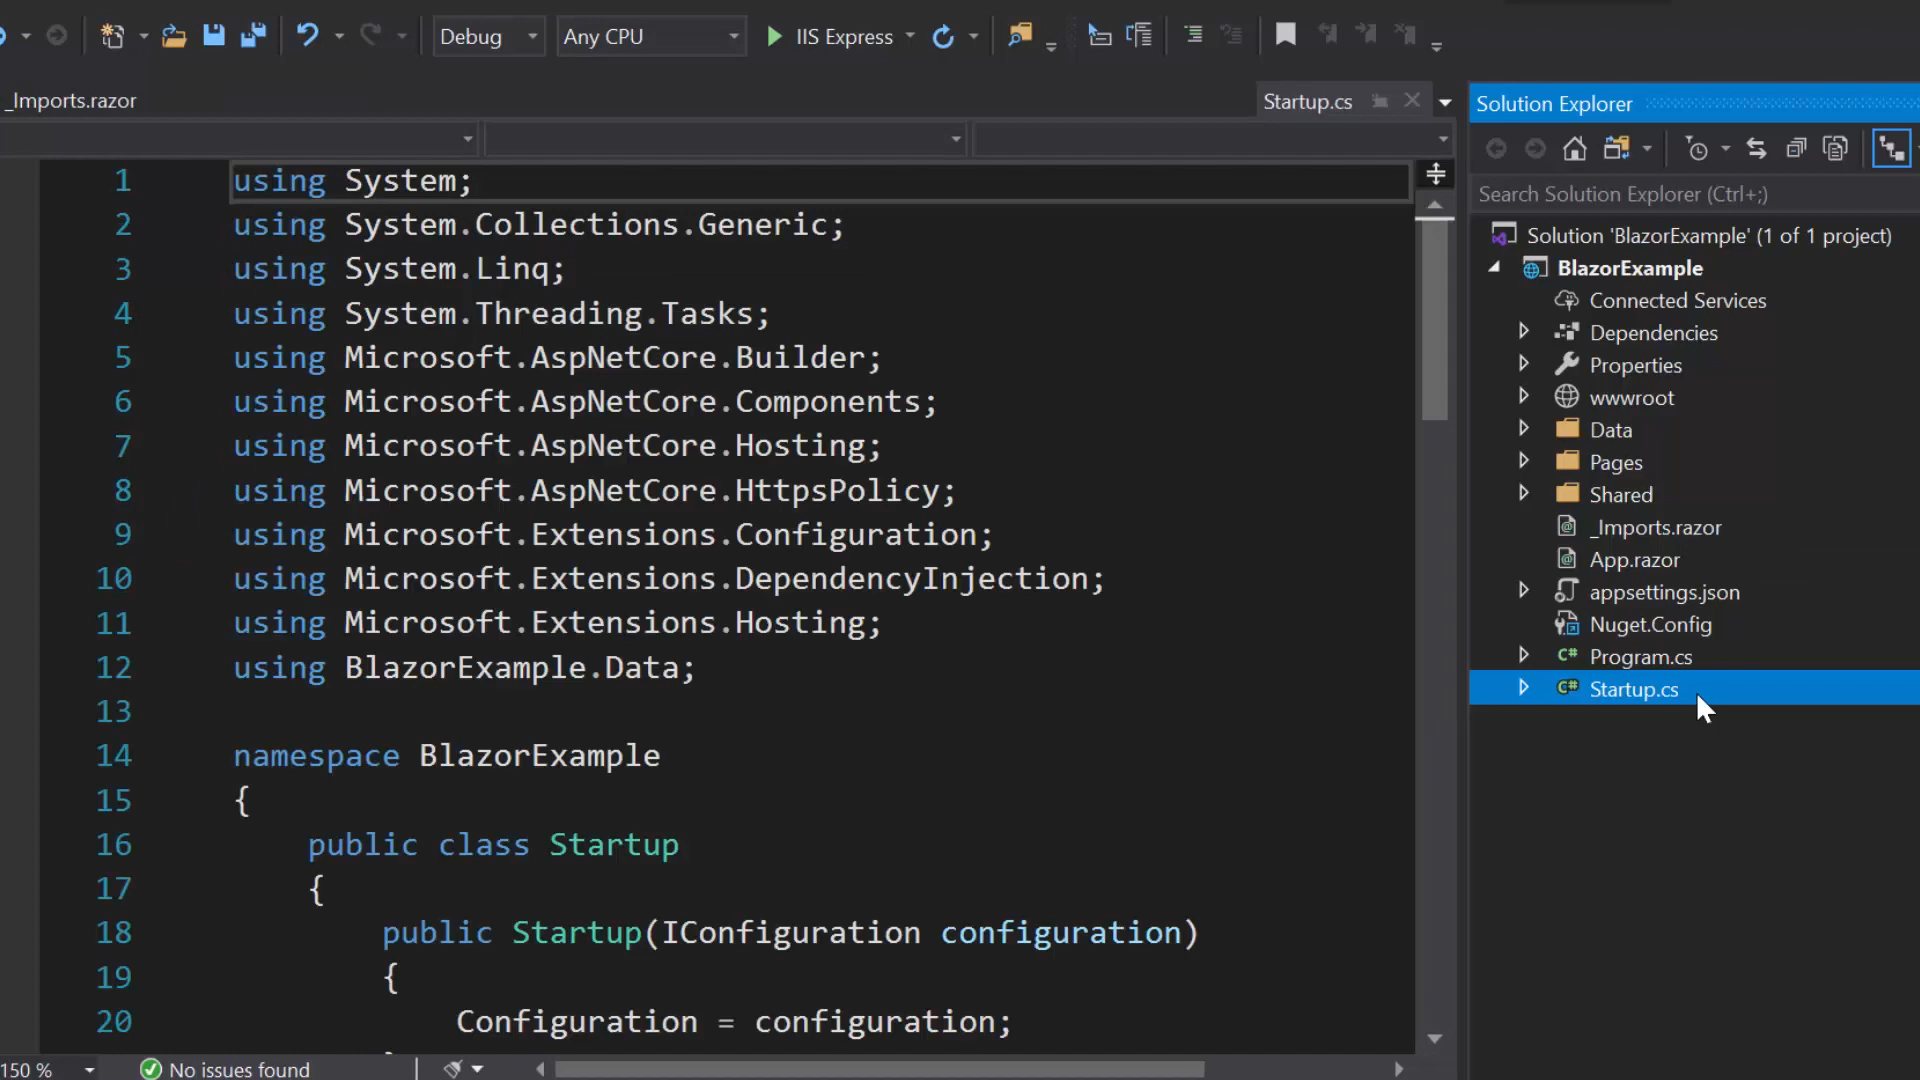 Debug
Any CPU
IIS Express
_Imports.razor
Startup.cs
1 using System;
2 using System.Collections.Generic;
3 using System.Linq;
4 using System.Threading.Tasks;
5 using Microsoft.AspNetCore.Builder;
6 using Microsoft.AspNetCore.Components;
7 using Microsoft.AspNetCore.Hosting;
8 using Microsoft.AspNetCore.HttpsPolicy;
9 using Microsoft.Extensions.Configuration;
10 using Microsoft.Extensions.DependencyInjection;
11 using Microsoft.Extensions.Hosting;
12 using BlazorExample.Data;
13
14 namespace BlazorExample
15 {
16 public class Startup
17 {
18 public Startup(IConfiguration configuration)
19 {
20 Configuration = configuration;
150 %
No issues found
Solution Explorer
Search Solution Explorer (Ctrl+;)
Solution 'BlazorExample' (1 of 1 project)
BlazorExample
Connected Services
Dependencies
Properties
wwwroot
Data
Pages
Shared
_Imports.razor
App.razor
appsettings.json
Nuget.Config
C# Program.cs
C# Startup.cs